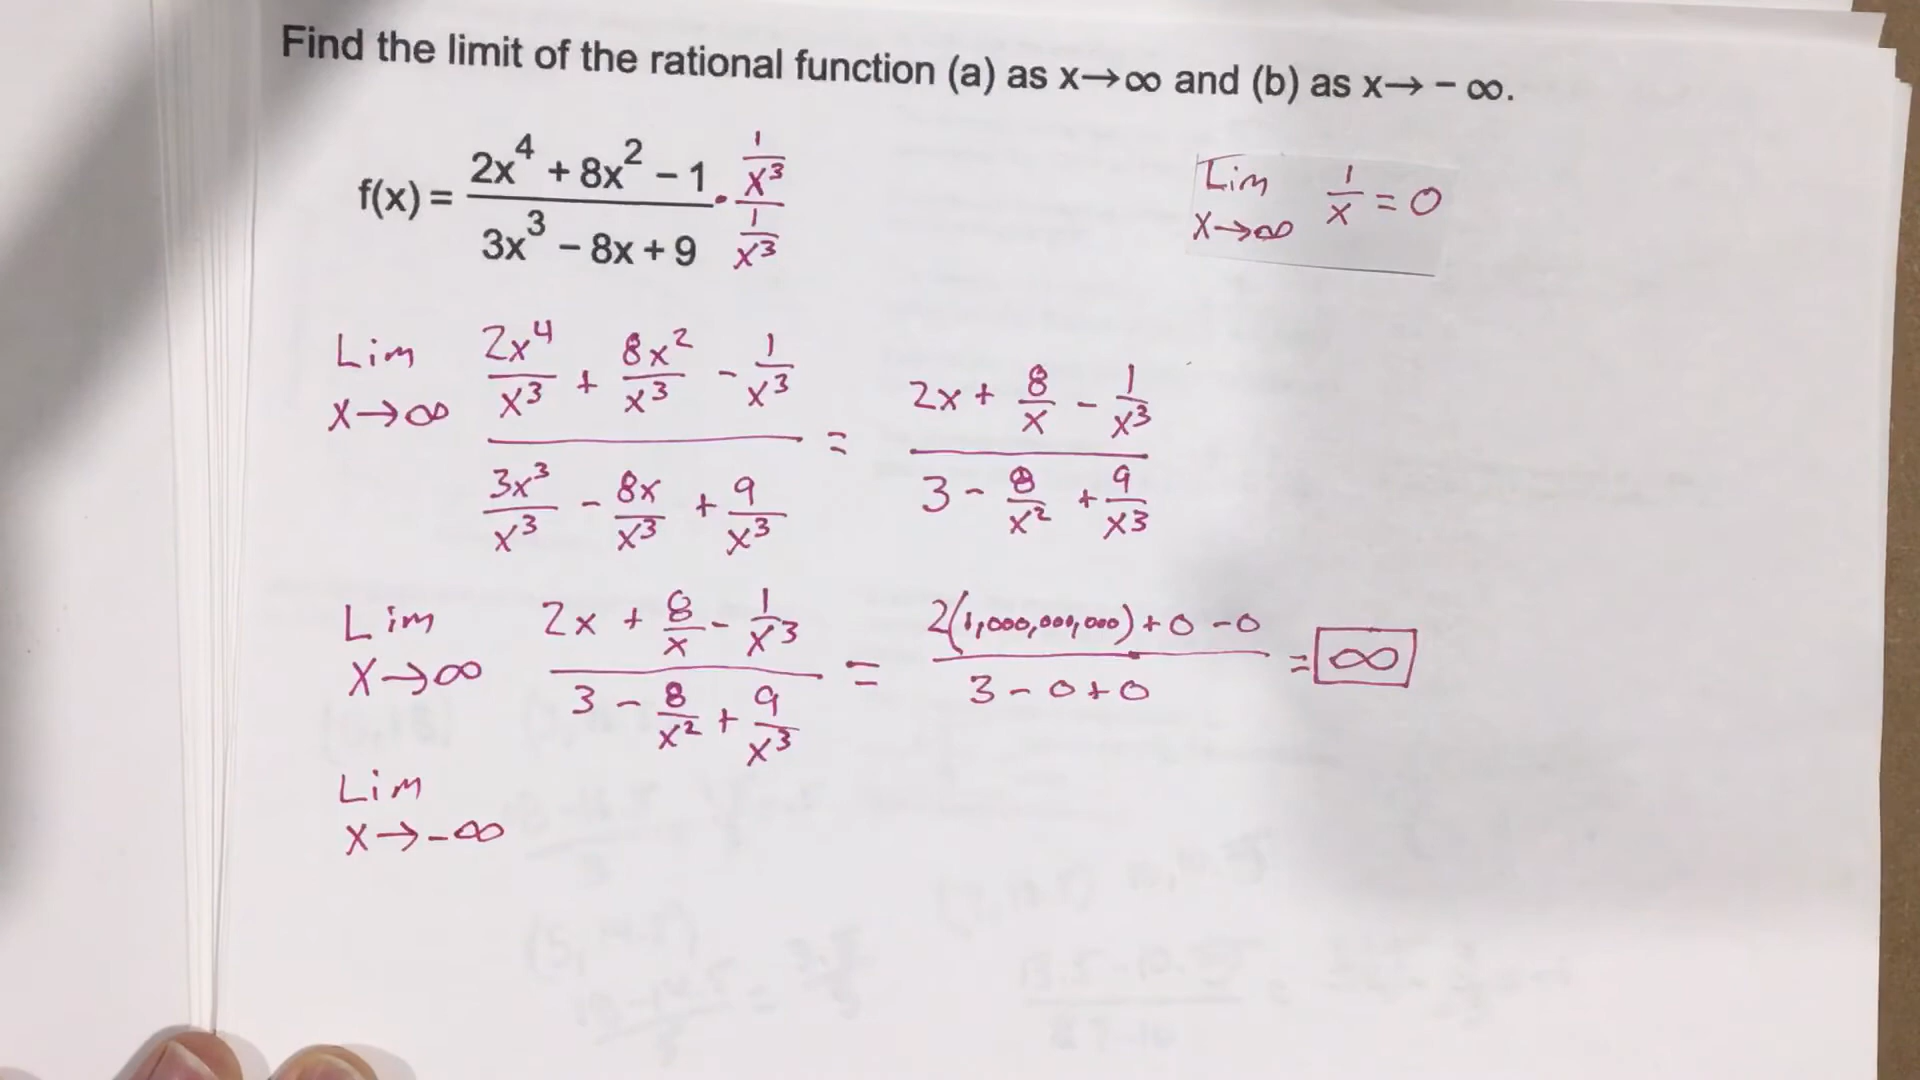 Find the limit of the rational function (a) as x→∞ and (b) as x→ - ∞.
f(x) = (2x^4 + 8x^2 − 1)/(3x^3 − 8x + 9) · (1/x^3)/(1/x^3)
Lim x→∞ 1/x = 0
Lim x→∞ (2x^4/x^3 + 8x^2/x^3 - 1/x^3)/(3x^3/x^3 - 8x/x^3 + 9/x^3) = (2x + 8/x - 1/x^3)/(3 - 8/x^2 + 9/x^3)
Lim x→∞ (2x + 8/x - 1/x^3)/(3 - 8/x^2 + 9/x^3) = (2(1,000,000,000) + 0 - 0)/(3 - 0 + 0) = ∞
Lim x→-∞